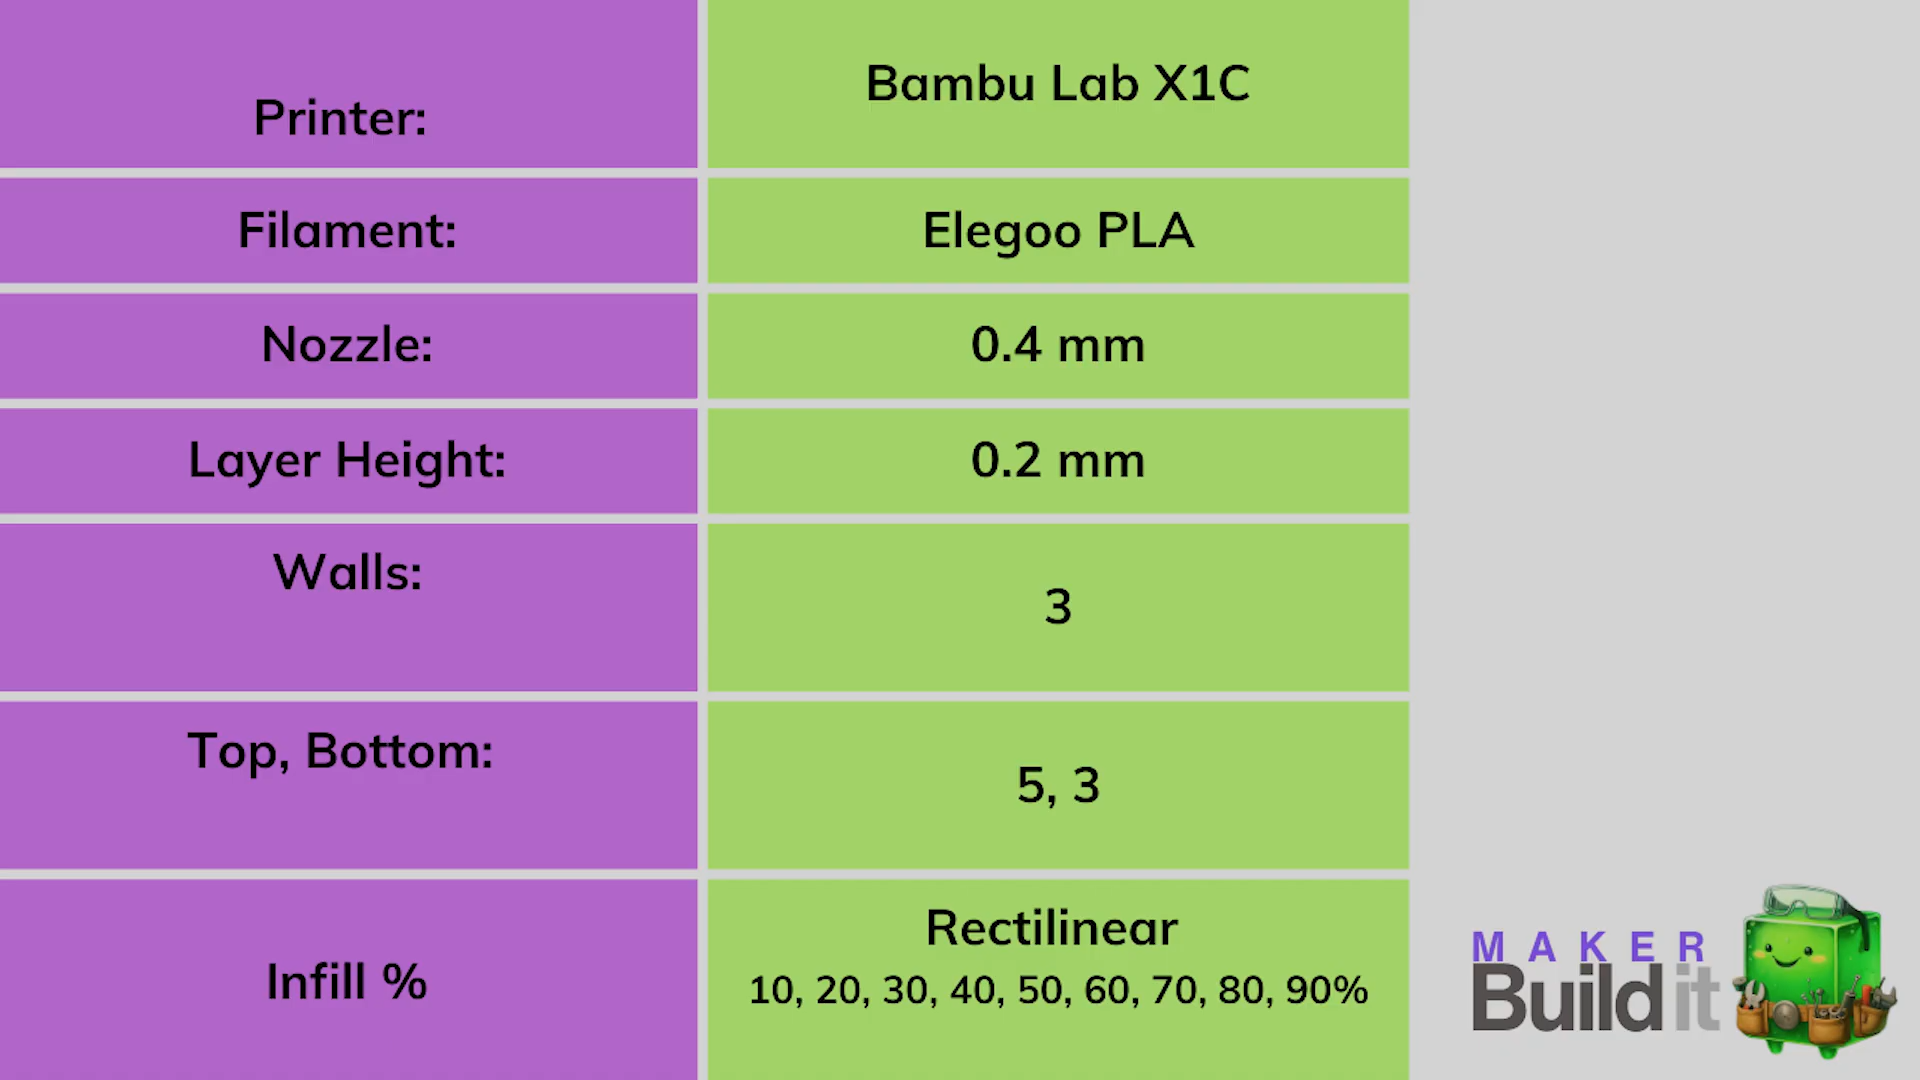 Printer:
Bambu Lab X1C
Filament:
Elegoo PLA
Nozzle:
0.4 mm
Layer Height:
0.2 mm
Walls:
3
Top, Bottom:
5, 3
Infill %
Rectilinear
10, 20, 30, 40, 50, 60, 70, 80, 90%
MAKER
Build it